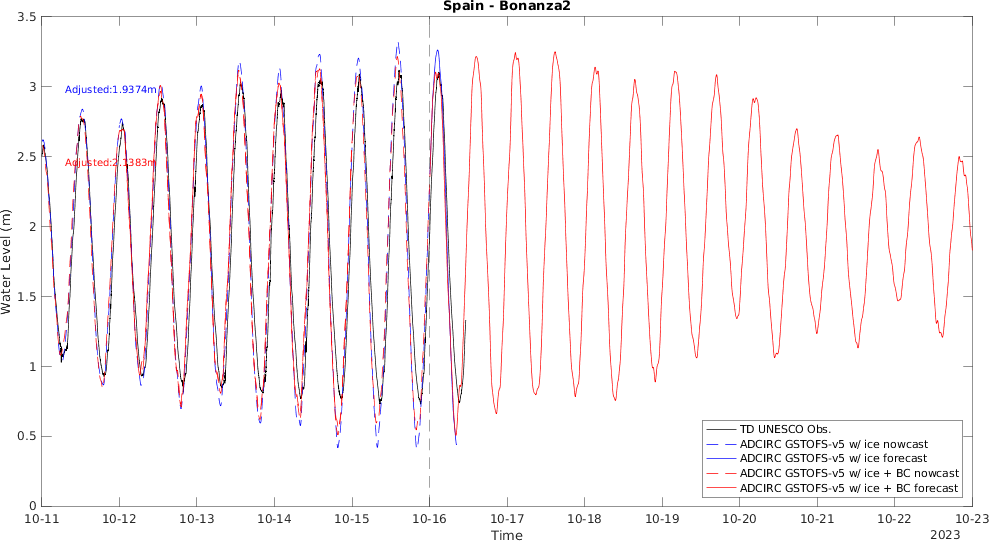 Spain - Bonanza2
3.5
3
2.5
2
1.5
1
0.5
0
Water Level (m)
Adjusted:1.9374m
Adjusted:2.1383m
TD UNESCO Obs.
ADCIRC GSTOFS-v5 w/ ice nowcast
ADCIRC GSTOFS-v5 w/ ice forecast
ADCIRC GSTOFS-v5 w/ ice + BC nowcast
ADCIRC GSTOFS-v5 w/ ice + BC forecast
10-11 10-12 10-13 10-14 10-15 10-16 10-17 10-18 10-19 10-20 10-21 10-22 10-23
Time
2023